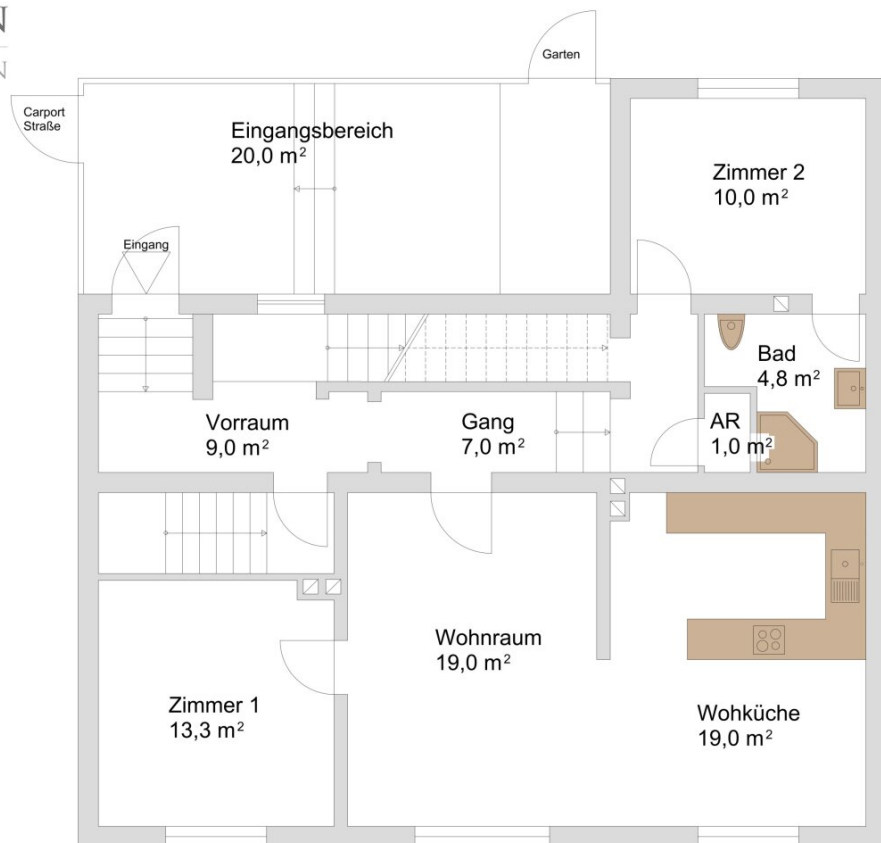 N
N
Garten
Carport
Straße
Eingangsbereich
20,0 m²
Zimmer 2
10,0 m²
Eingang
Bad
4,8 m²
Vorraum
9,0 m²
Gang
7,0 m²
AR
1,0 m²
Wohnraum
19,0 m²
Zimmer 1
13,3 m²
Wohküche
19,0 m²